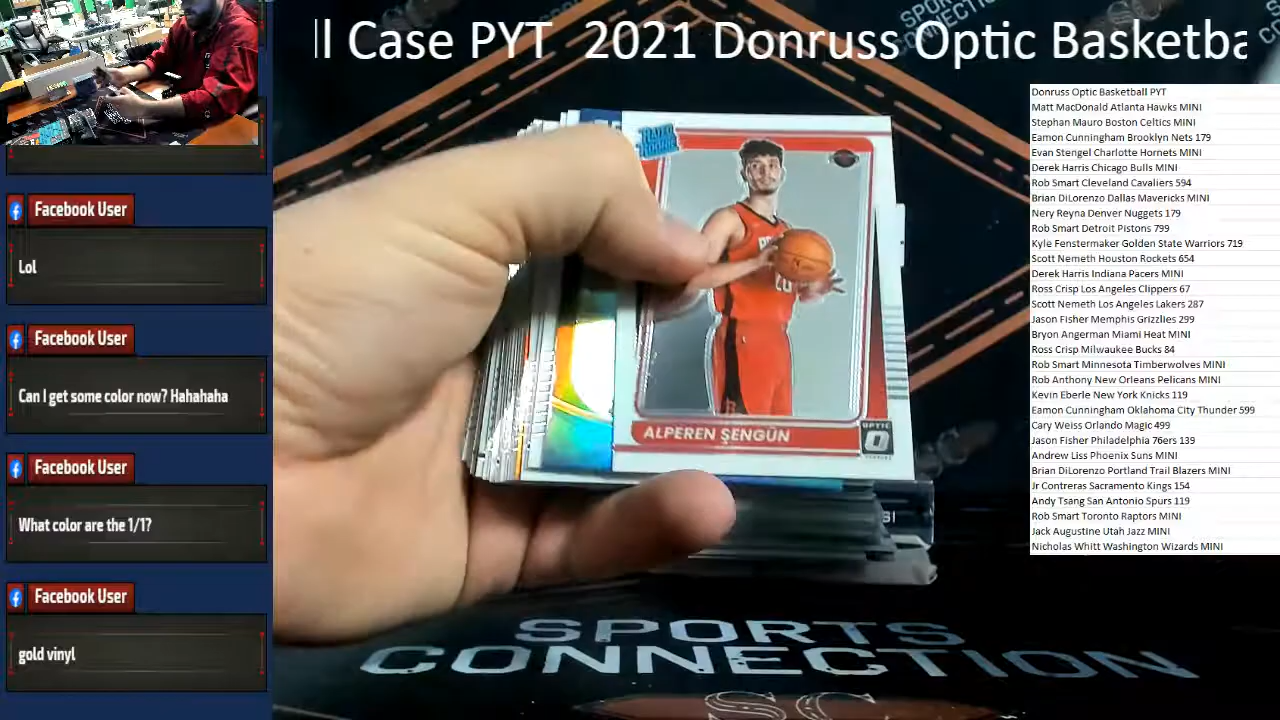 ll Case PYT 2021 Donruss Optic Basketba
SPORTS
CONNECTION
Facebook User
Lol
Facebook User
Can I get some color now? Hahahaha
Facebook User
What color are the 1/1?
Facebook User
gold vinyl
RATED
ROOKIE
ALPEREN ŞENGÜN
OPTIC
SPORTS
CONNECTION
SC
Donruss Optic Basketball PYT
Matt MacDonald Atlanta Hawks MINI
Stephan Mauro Boston Celtics MINI
Eamon Cunningham Brooklyn Nets 179
Evan Stengel Charlotte Hornets MINI
Derek Harris Chicago Bulls MINI
Rob Smart Cleveland Cavaliers 594
Brian DiLorenzo Dallas Mavericks MINI
Nery Reyna Denver Nuggets 179
Rob Smart Detroit Pistons 799
Kyle Fenstermaker Golden State Warriors 719
Scott Nemeth Houston Rockets 654
Derek Harris Indiana Pacers MINI
Ross Crisp Los Angeles Clippers 67
Scott Nemeth Los Angeles Lakers 287
Jason Fisher Memphis Grizzlies 299
Bryon Angerman Miami Heat MINI
Ross Crisp Milwaukee Bucks 84
Rob Smart Minnesota Timberwolves MINI
Rob Anthony New Orleans Pelicans MINI
Kevin Eberle New York Knicks 119
Eamon Cunningham Oklahoma City Thunder 599
Cary Weiss Orlando Magic 499
Jason Fisher Philadelphia 76ers 139
Andrew Liss Phoenix Suns MINI
Brian DiLorenzo Portland Trail Blazers MINI
Jr Contreras Sacramento Kings 154
Andy Tsang San Antonio Spurs 119
Rob Smart Toronto Raptors MINI
Jack Augustine Utah Jazz MINI
Nicholas Whitt Washington Wizards MINI